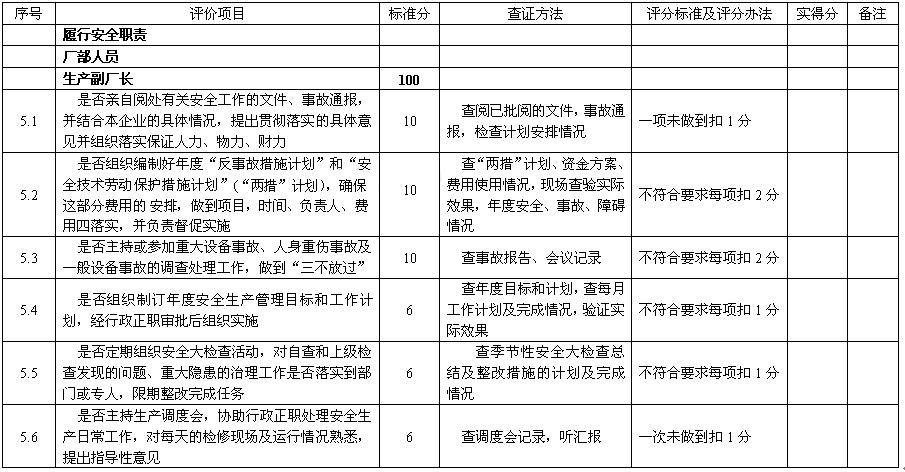 序号 评价项目 标准分 查证方法 评分标准及评分办法 实得分 备注
履行安全职责
厂部人员
生产副厂长 100
5.1 是否亲自阅处有关安全工作的文件、事故通报，
并结合本企业的具体情况，提出贯彻落实的具体意
见并组织落实保证人力、物力、财力
10
查阅已批阅的文件，事故通
报，检查计划安排情况
一项未做到扣 1 分
5.2 是否组织编制好年度“反事故措施计划”和“安
全技术劳动保护措施计划”（“两措”计划），确保
这部分费用的 安排，做到项目，时间、负责人、费
用四落实，并负责督促实施
10
查“两措”计划、资金方案、
费用使用情况，现场查验实际
效果，年度安全、事故、障碍
情况
不符合要求每项扣 2 分
5.3 是否主持或参加重大设备事故、人身重伤事故及
一般设备事故的调查处理工作，做到“三不放过”
10
查事故报告、会议记录
不符合要求每项扣 2 分
5.4 是否组织制订年度安全生产管理目标和工作计
划，经行政正职审批后组织实施
6
查年度目标和计划，查每月
工作计划及完成情况，验证实
际效果
不符合要求每项扣 1 分
5.5 是否定期组织安全大检查活动，对自查和上级检
查发现的问题、重大隐患的治理工作是否落实到部
门或专人，限期整改完成任务
6
查季节性安全大检查总
结及整改措施的计划及完成
情况
不符合要求每项扣 1 分
5.6 是否主持生产调度会，协助行政正职处理安全生
产日常工作，对每天的检修现场及运行情况熟悉，
提出指导性意见
6
查调度会记录，听汇报
一次未做到扣 1 分